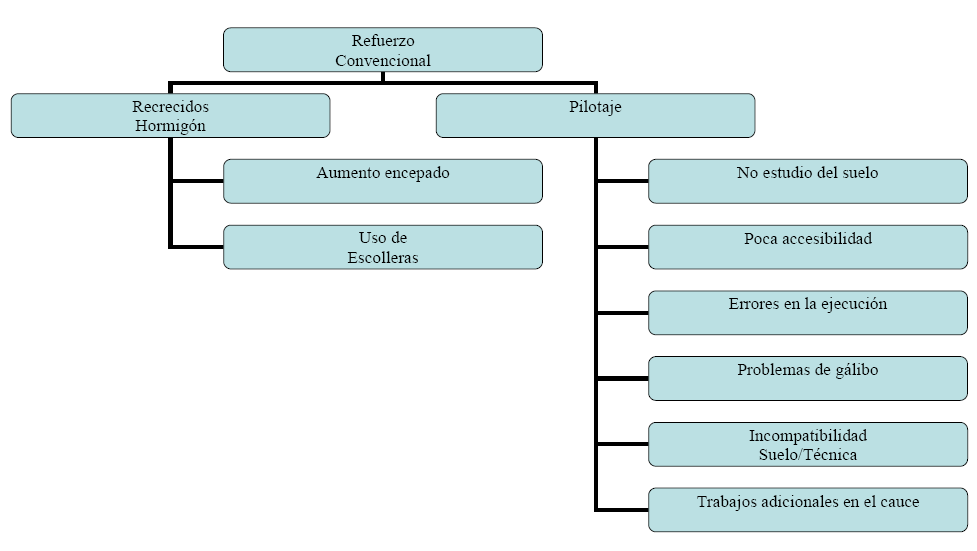 Refuerzo
Convencional
Recrecidos
Hormigón
Aumento encepado
Uso de
Escolleras
Pilotaje
No estudio del suelo
Poca accesibilidad
Errores en la ejecución
Problemas de gálibo
Incompatibilidad
Suelo/Técnica
Trabajos adicionales en el cauce